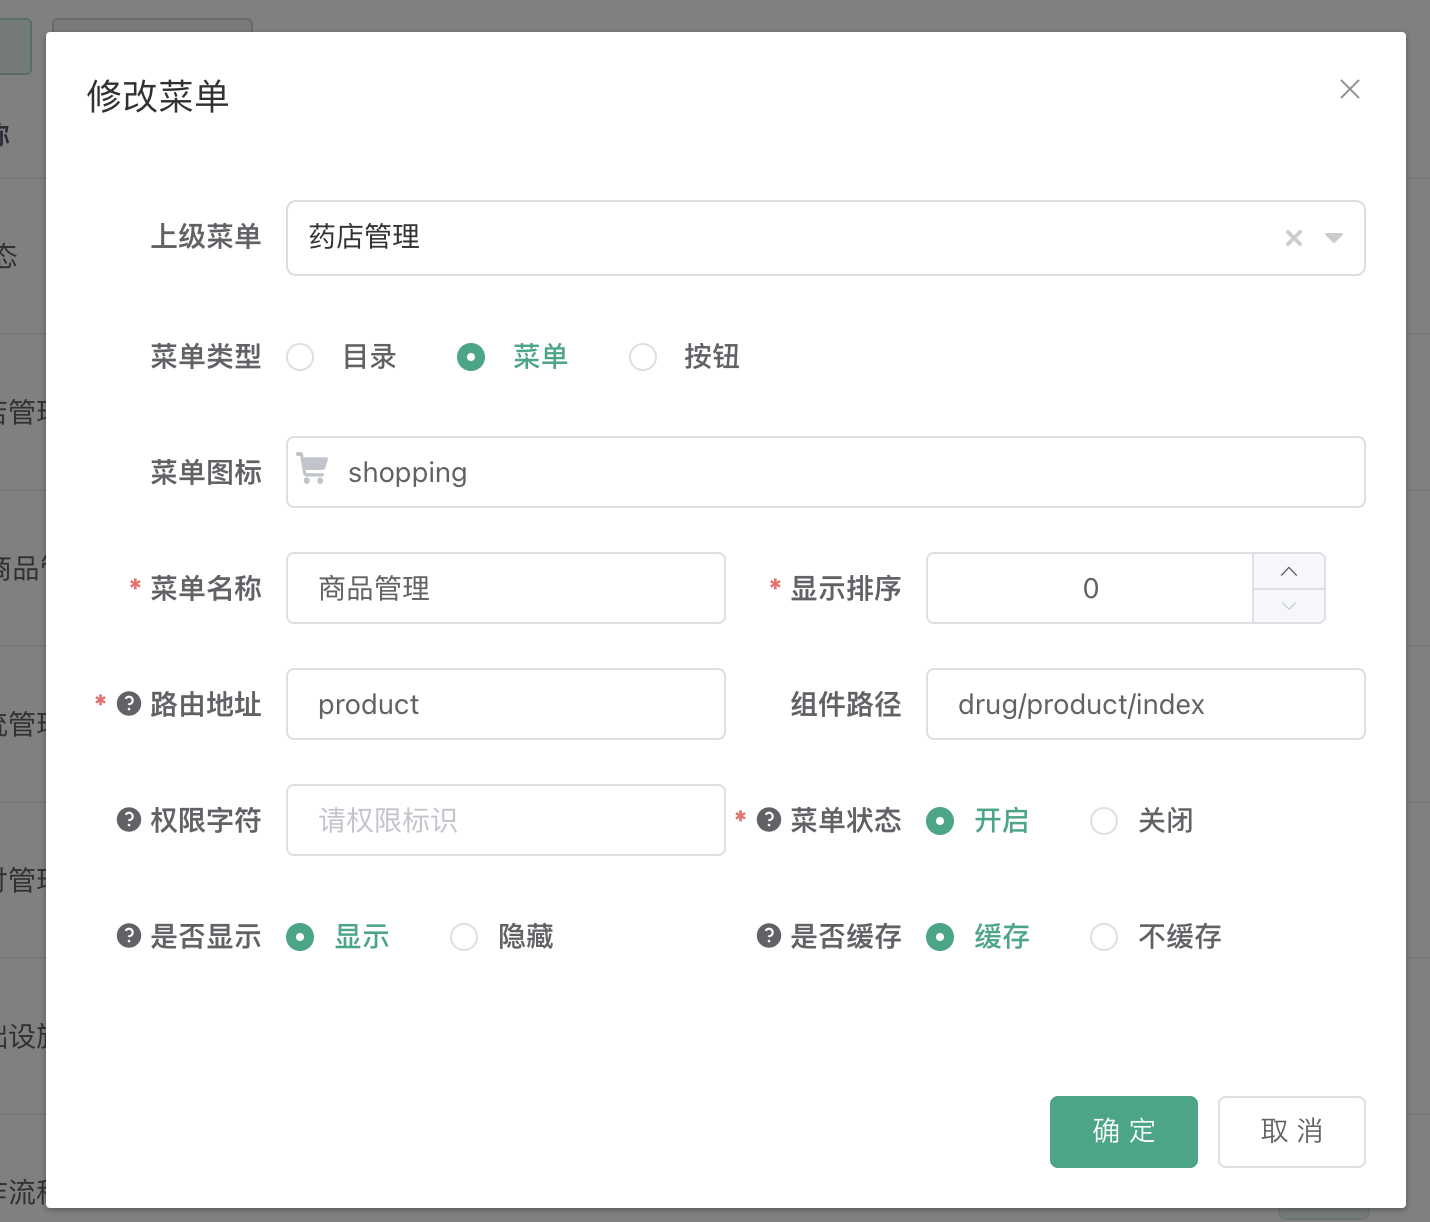 修改菜单
上级菜单 药店管理
菜单类型 目录 菜单 按钮
菜单图标 shopping
* 菜单名称 商品管理 * 显示排序 0
* 路由地址 product 组件路径 drug/product/index
权限字符 请权限标识 * 菜单状态 开启 关闭
是否显示 显示 隐藏 是否缓存 缓存 不缓存
确 定 取 消